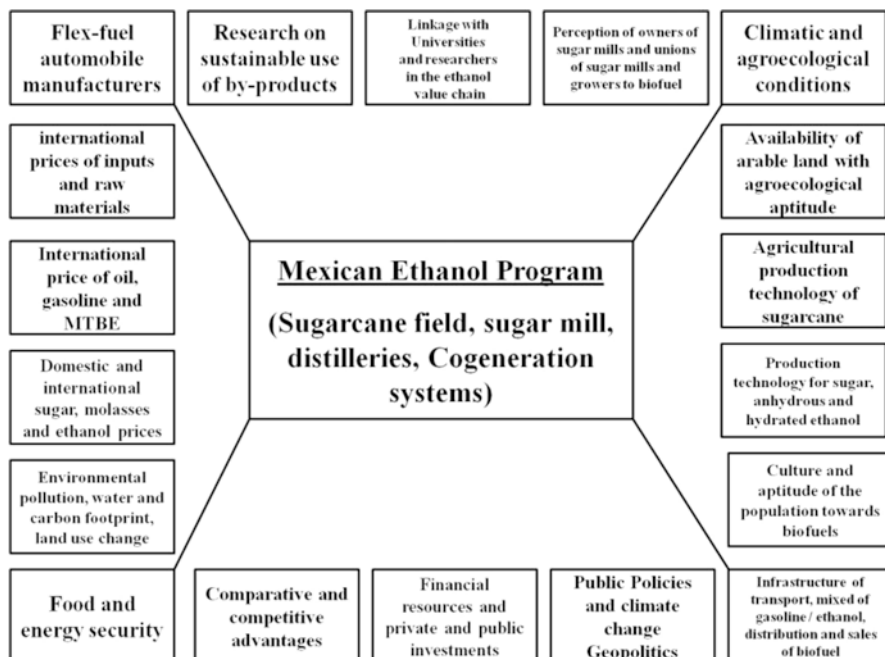 Flex-fuel
automobile
manufacturers
Research on
sustainable use
of by-products
Linkage with
Universities
and researchers
in the ethanol
value chain
Perception of owners of
sugar mills and unions
of sugar mills and
growers to biofuel
Climatic and
agroecological
conditions
international
prices of inputs
and raw
materials
Availability of
arable land with
agroecological
aptitude
International
price of oil,
gasoline and
MTBE
Mexican Ethanol Program
(Sugarcane field, sugar mill,
distilleries, Cogeneration
systems)
Agricultural
production
technology of
sugarcane
Domestic and
international
sugar, molasses
and ethanol prices
Production
technology for sugar,
anhydrous and
hydrated ethanol
Environmental
pollution, water and
carbon footprint,
land use change
Culture and
aptitude of the
population towards
biofuels
Food and
energy security
Comparative and
competitive
advantages
Financial
resources and
private and public
investments
Public Policies
and climate
change
Geopolitics
Infrastructure of
transport, mixed of
gasoline / ethanol,
distribution and sales
of biofuel